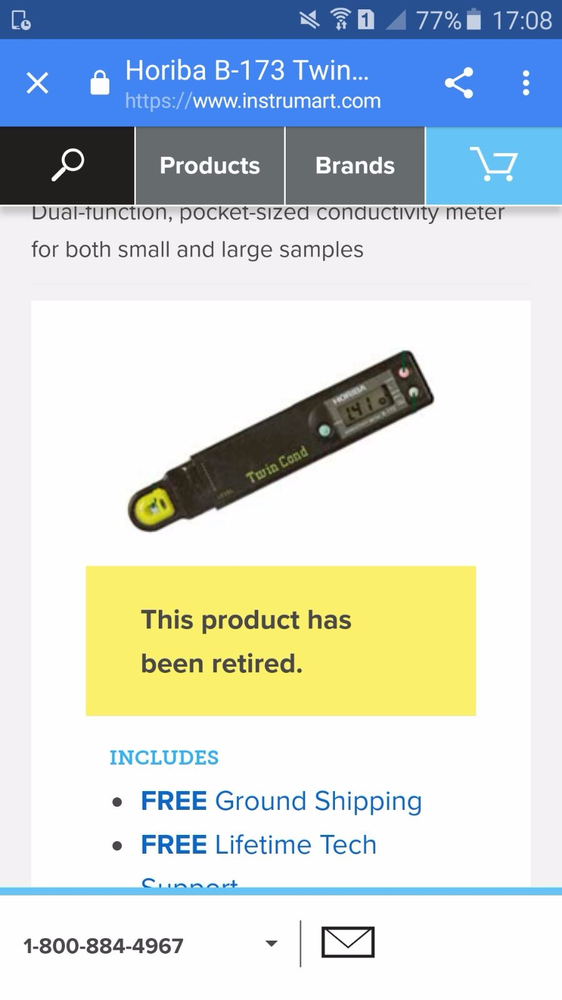 1 77% 17:08
Horiba B-173 Twin...
https://www.instrumart.com
Products Brands
Dual-function, pocket-sized conductivity meter
for both small and large samples
HORIBA
Twin Cond
LEVEL
This product has
been retired.
INCLUDES
• FREE Ground Shipping
• FREE Lifetime Tech
Support
1-800-884-4967